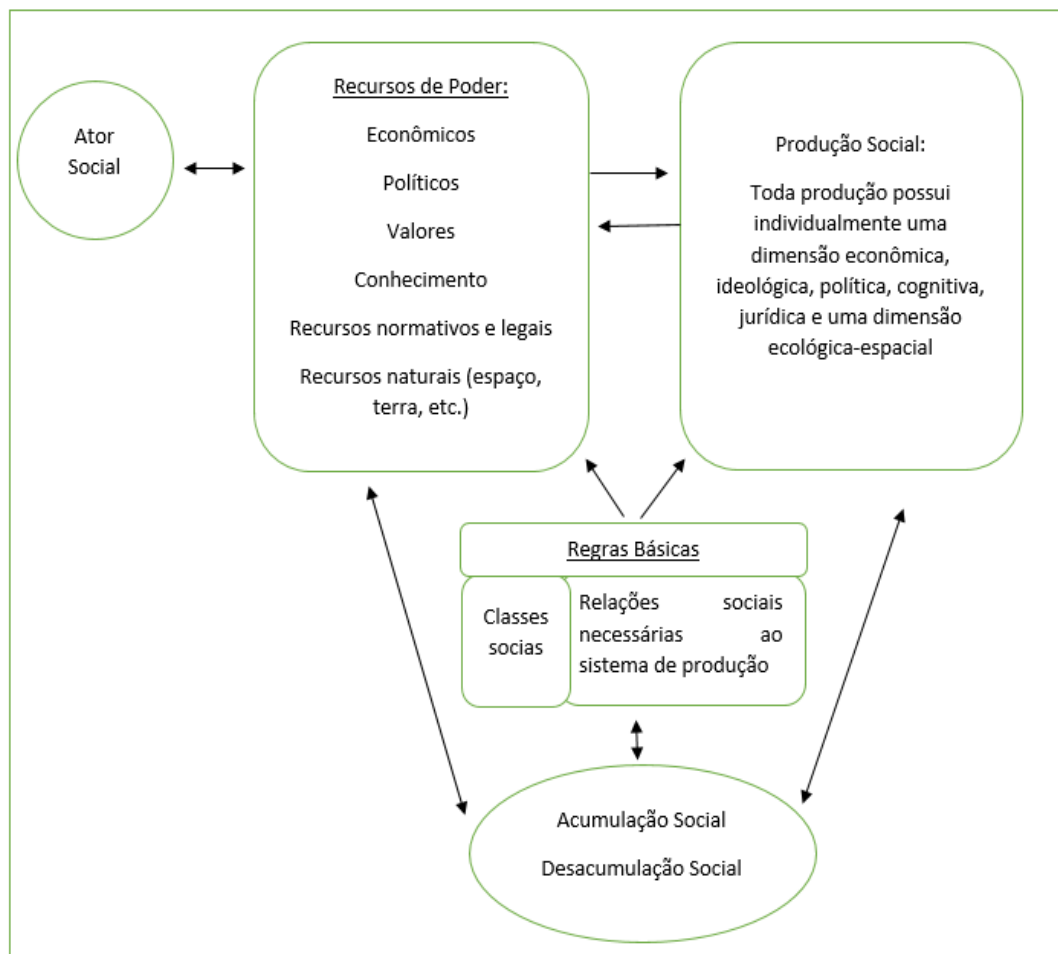 Ator
Social
Recursos de Poder:
Econômicos
Políticos
Valores
Conhecimento
Recursos normativos e legais
Recursos naturais (espaço,
terra, etc.)
Produção Social:
Toda produção possui
individualmente uma
dimensão econômica,
ideológica, política, cognitiva,
jurídica e uma dimensão
ecológica-espacial
Regras Básicas
Classes
socias
Relações sociais
necessárias ao
sistema de produção
Acumulação Social
Desacumulação Social